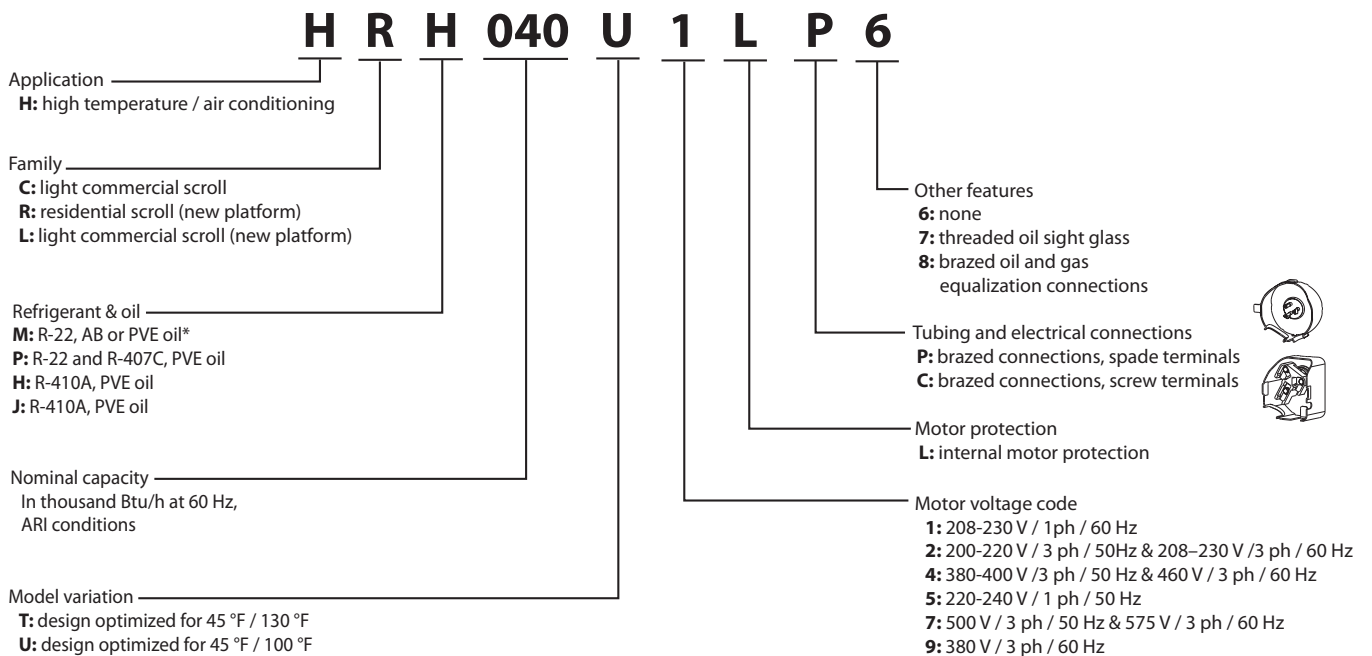 H R H 040 U 1 L P 6
Application
H: high temperature / air conditioning
Family
C: light commercial scroll
R: residential scroll (new platform)
L: light commercial scroll (new platform)
Refrigerant & oil
M: R-22, AB or PVE oil*
P: R-22 and R-407C, PVE oil
H: R-410A, PVE oil
J: R-410A, PVE oil
Nominal capacity
In thousand Btu/h at 60 Hz,
ARI conditions
Model variation
T: design optimized for 45 °F / 130 °F
U: design optimized for 45 °F / 100 °F
Other features
6: none
7: threaded oil sight glass
8: brazed oil and gas
equalization connections
Tubing and electrical connections
P: brazed connections, spade terminals
C: brazed connections, screw terminals
Motor protection
L: internal motor protection
Motor voltage code
1: 208-230 V / 1ph / 60 Hz
2: 200-220 V / 3 ph / 50Hz & 208–230 V /3 ph / 60 Hz
4: 380-400 V /3 ph / 50 Hz & 460 V / 3 ph / 60 Hz
5: 220-240 V / 1 ph / 50 Hz
7: 500 V / 3 ph / 50 Hz & 575 V / 3 ph / 60 Hz
9: 380 V / 3 ph / 60 Hz